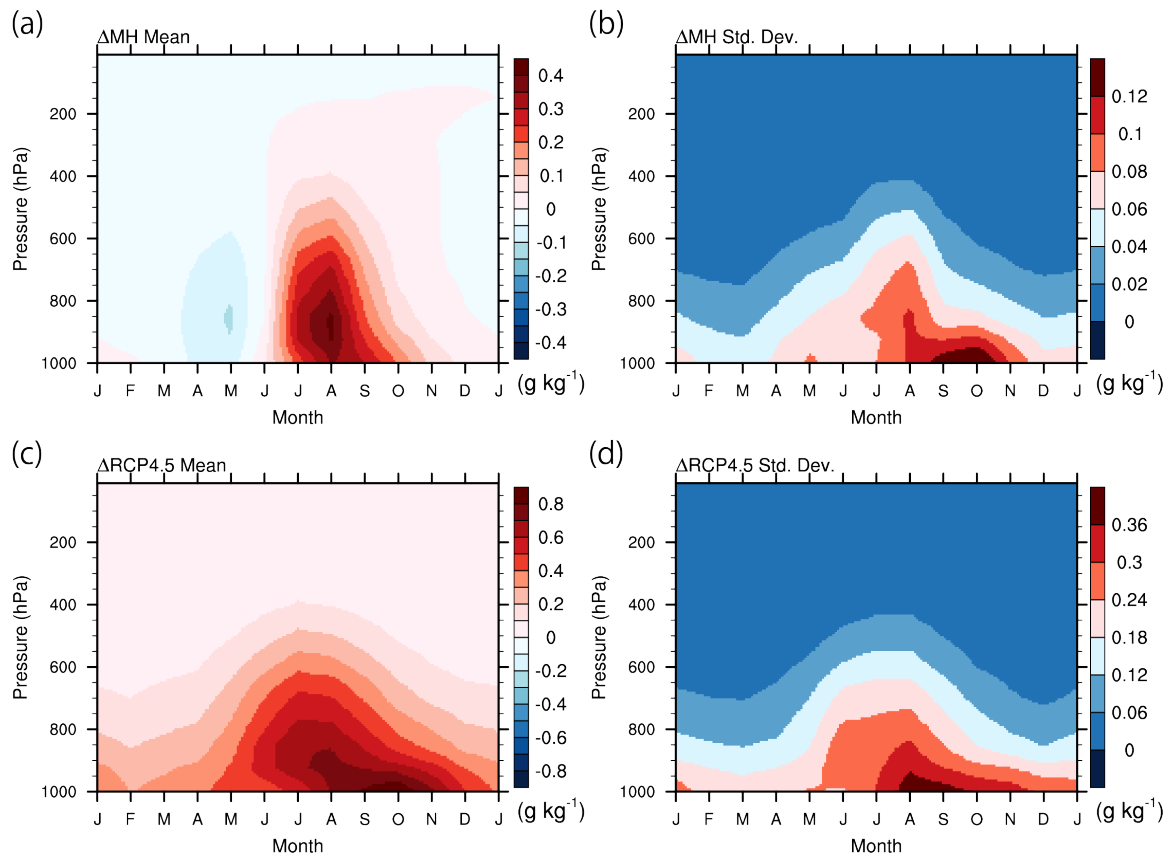 (a)
ΔMH Mean
200
400
600
800
1000
Pressure (hPa)
J F M A M J J A S O N D J
Month
0.4
0.3
0.2
0.1
0
-0.1
-0.2
-0.3
-0.4
(g kg⁻¹)
(b)
ΔMH Std. Dev.
200
400
600
800
1000
Pressure (hPa)
J F M A M J J A S O N D J
Month
0.12
0.1
0.08
0.06
0.04
0.02
0
(g kg⁻¹)
(c)
ΔRCP4.5 Mean
200
400
600
800
1000
Pressure (hPa)
J F M A M J J A S O N D J
Month
0.8
0.6
0.4
0.2
0
-0.2
-0.4
-0.6
-0.8
(g kg⁻¹)
(d)
ΔRCP4.5 Std. Dev.
200
400
600
800
1000
Pressure (hPa)
J F M A M J J A S O N D J
Month
0.36
0.3
0.24
0.18
0.12
0.06
0
(g kg⁻¹)